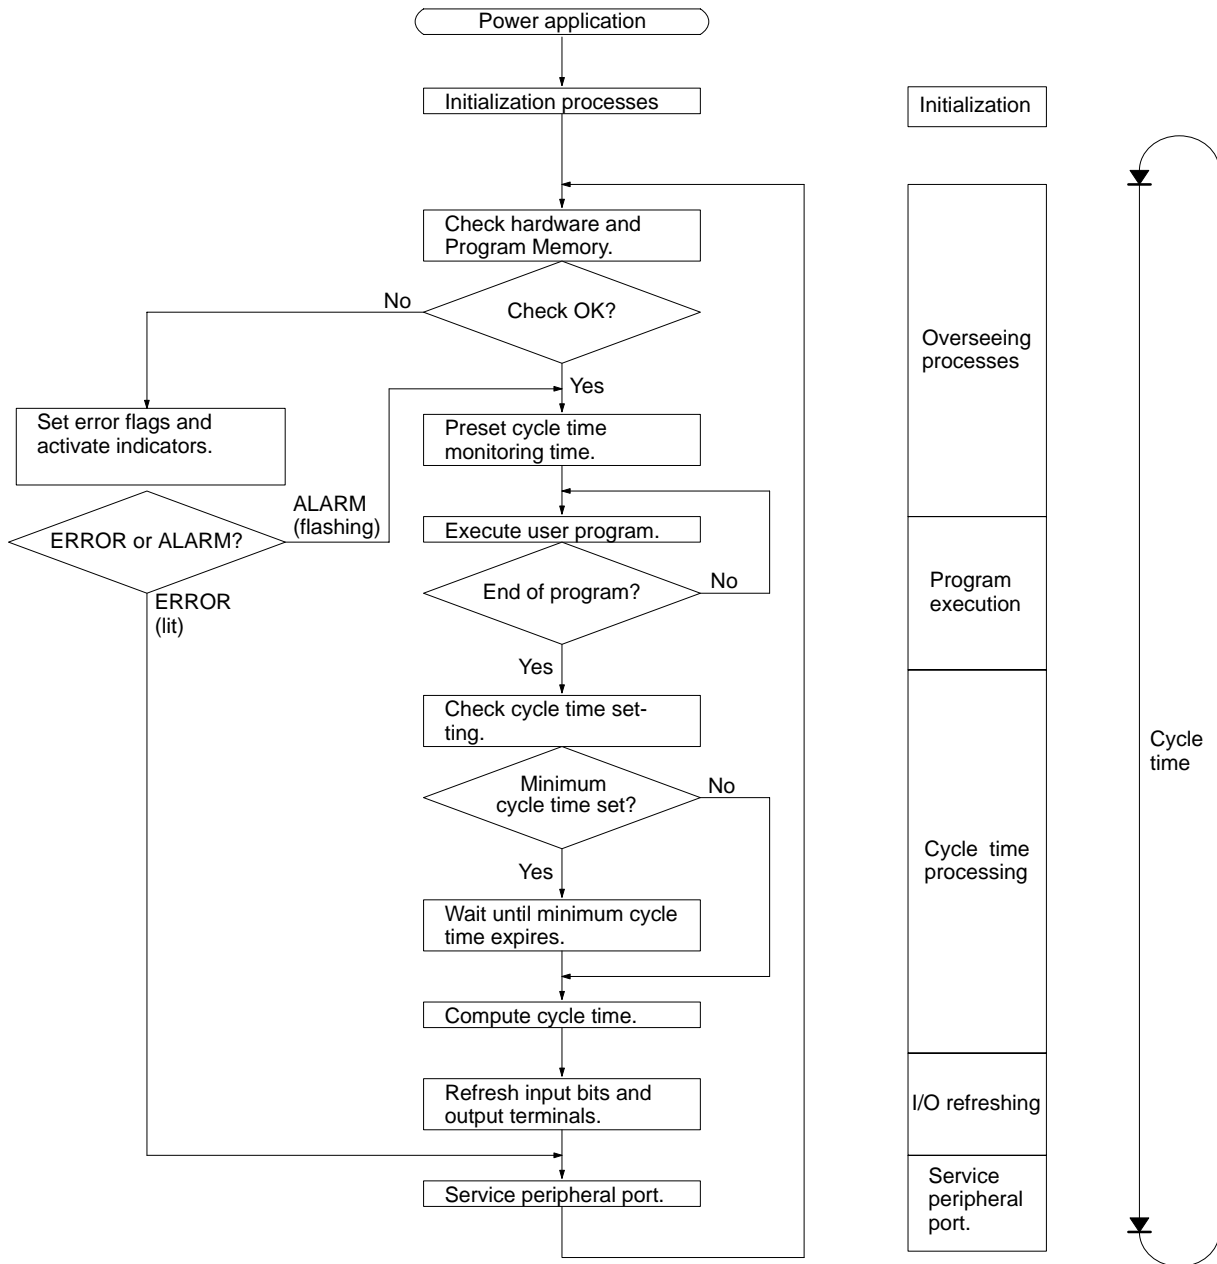 Power application
Initialization processes
Initialization
Check hardware and
Program Memory.
No
Check OK?
Overseeing
processes
Yes
Set error flags and
activate indicators.
Preset cycle time
monitoring time.
ALARM
(flashing)
ERROR or ALARM?
Execute user program.
End of program?
No
Program
execution
ERROR
(lit)
Yes
Check cycle time set-
ting.
Cycle
time
Minimum
cycle time set?
No
Yes
Cycle time
processing
Wait until minimum cycle
time expires.
Compute cycle time.
Refresh input bits and
output terminals.
I/O refreshing
Service peripheral port.
Service
peripheral
port.